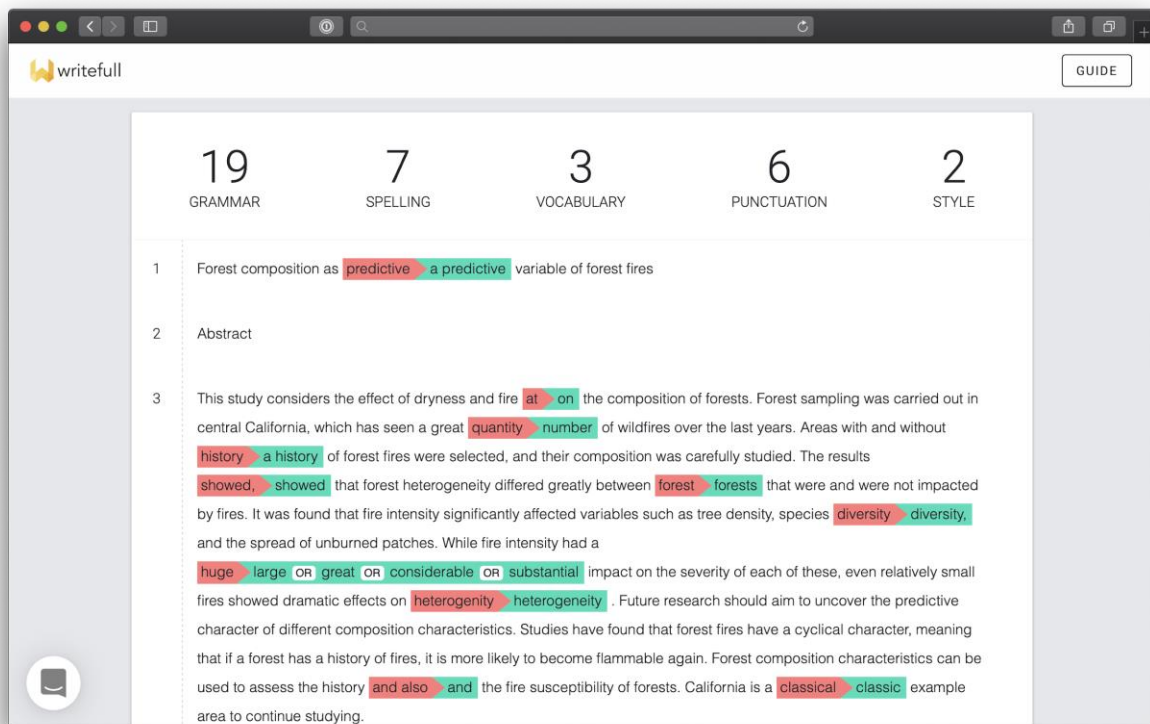 writefull
GUIDE
19 7 3 6 2
GRAMMAR SPELLING VOCABULARY PUNCTUATION STYLE
1 Forest composition as predictive a predictive variable of forest fires
2 Abstract
3 This study considers the effect of dryness and fire at on the composition of forests. Forest sampling was carried out in
central California, which has seen a great quantity number of wildfires over the last years. Areas with and without
history a history of forest fires were selected, and their composition was carefully studied. The results
showed, showed that forest heterogeneity differed greatly between forest forests that were and were not impacted
by fires. It was found that fire intensity significantly affected variables such as tree density, species diversity diversity,
and the spread of unburned patches. While fire intensity had a
huge large OR great OR considerable OR substantial impact on the severity of each of these, even relatively small
fires showed dramatic effects on heterogenity heterogeneity . Future research should aim to uncover the predictive
character of different composition characteristics. Studies have found that forest fires have a cyclical character, meaning
that if a forest has a history of fires, it is more likely to become flammable again. Forest composition characteristics can be
used to assess the history and also and the fire susceptibility of forests. California is a classical classic example
area to continue studying.